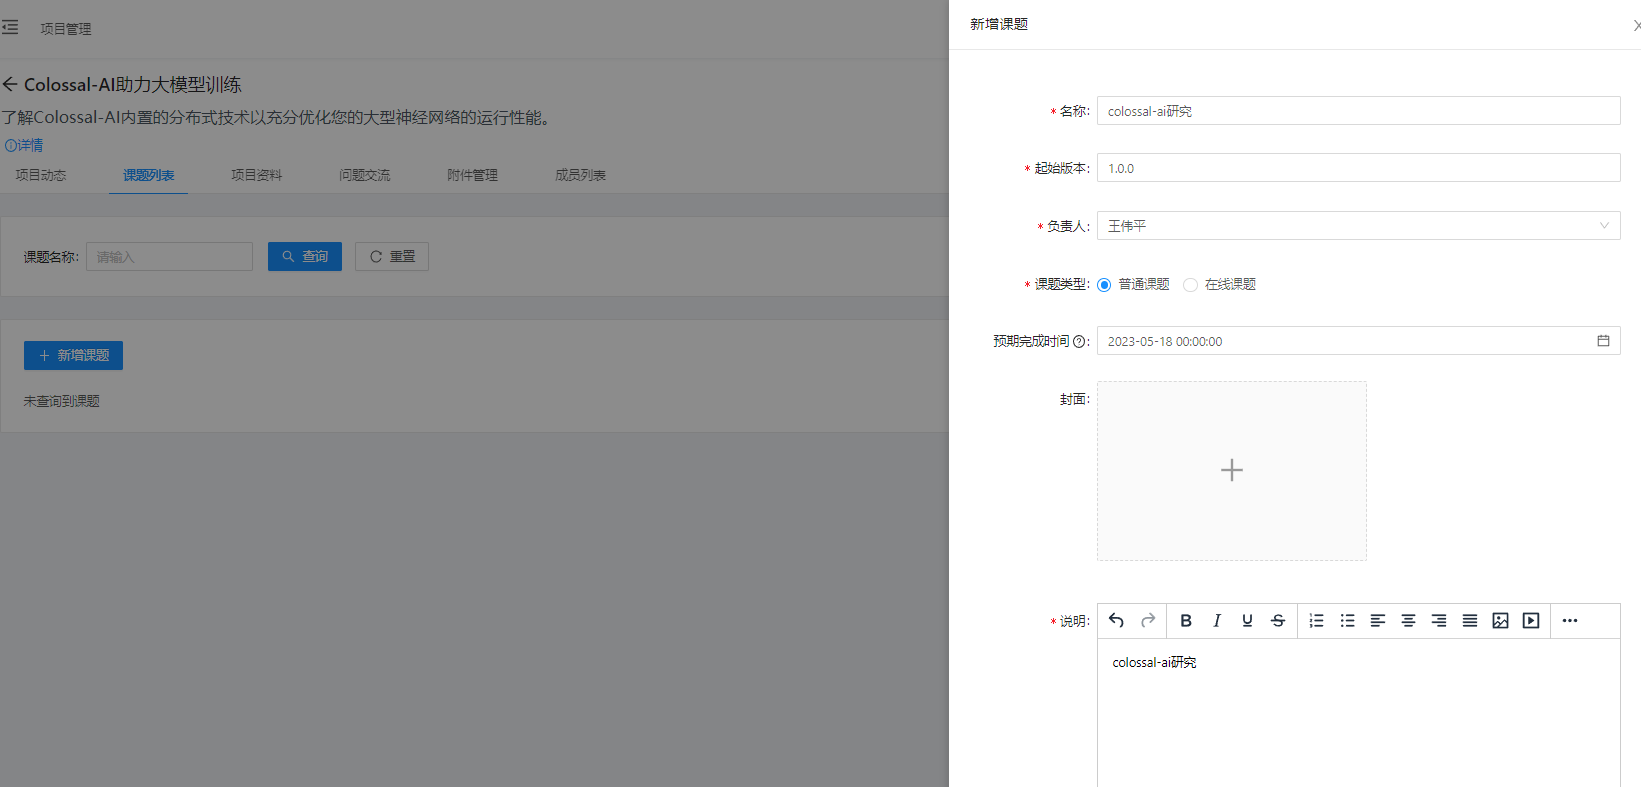 项目管理
Colossal-AI助力大模型训练
了解Colossal-AI内置的分布式技术以充分优化您的大型神经网络的运行性能。
详情
项目动态 课题列表 项目资料 问题交流 附件管理 成员列表
课题名称: 请输入 查询 重置
新增课题
未查询到课题
新增课题
* 名称: colossal-ai研究
* 起始版本: 1.0.0
* 负责人: 王伟平
* 课题类型: 普通课题 在线课题
预期完成时间 : 2023-05-18 00:00:00
封面:
* 说明:
colossal-ai研究